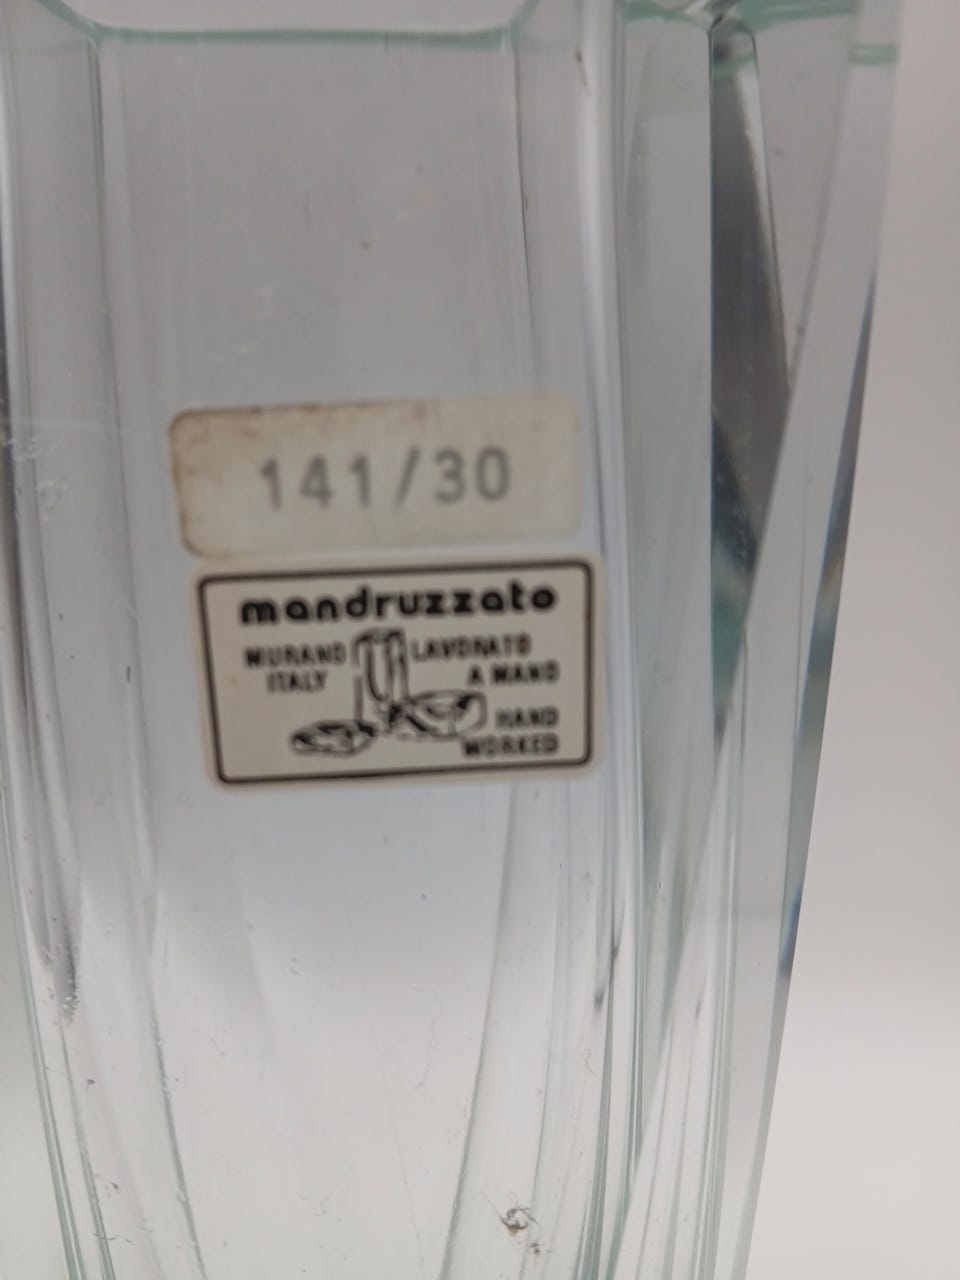 141/30
mandruzzato
MURANO LAVORATO
ITALY A MANO
HAND
WORKED